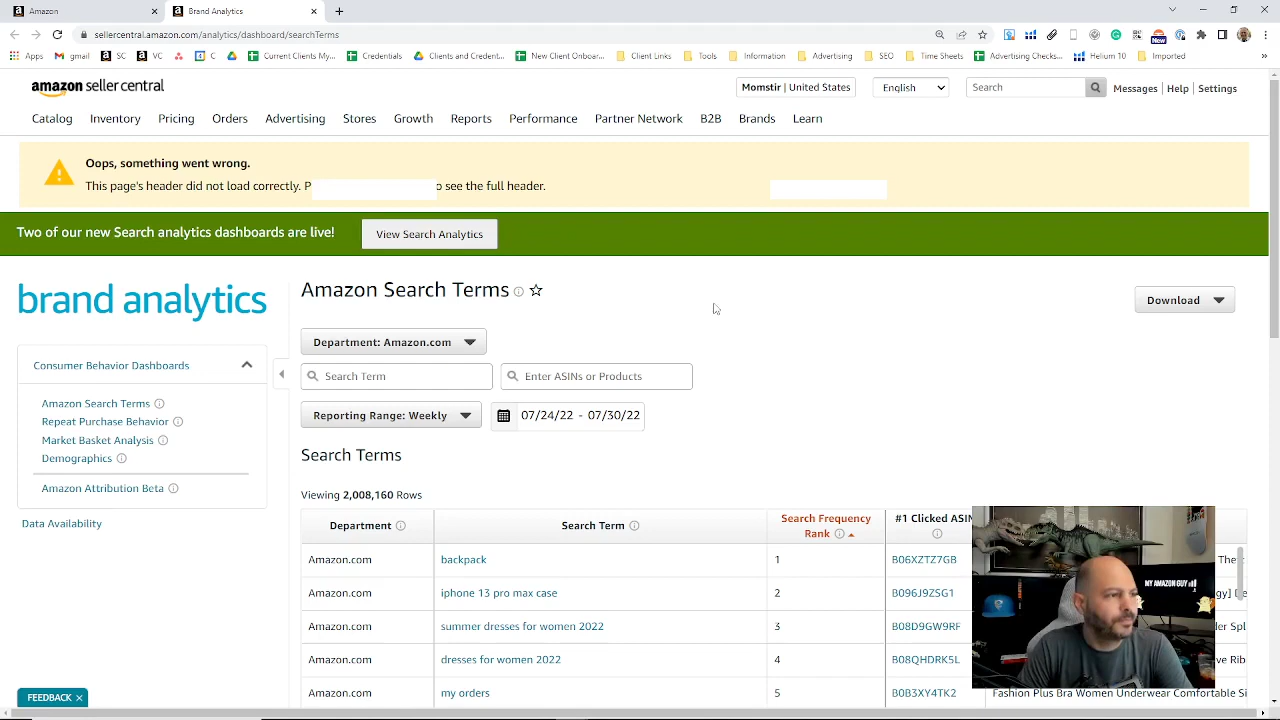 Amazon
Brand Analytics
sellercentral.amazon.com/analytics/dashboard/searchTerms
Apps
gmail
SC
VC
C
Current Clients.My...
Credentials
Client Credential...
New Client Onboar...
Client Links
Tools
Information
Advertising
SEO
Time Sheets
Advertising Checks...
Helium 10
Imported
New
amazon seller central
Momstir | United States
English
Search
Messages
Help
Settings
Catalog
Inventory
Pricing
Orders
Advertising
Stores
Growth
Reports
Performance
Partner Network
B2B
Brands
Learn
Oops, something went wrong.
This page's header did not load correctly. P o see the full header.
Two of our new Search analytics dashboards are live!
View Search Analytics
brand analytics
Consumer Behavior Dashboards
Amazon Search Terms
Repeat Purchase Behavior
Market Basket Analysis
Demographics
Amazon Attribution Beta
Data Availability
Amazon Search Terms
Download
Department: Amazon.com
Search Term
Enter ASINs or Products
Reporting Range: Weekly
07/24/22 - 07/30/22
Search Terms
Viewing 2,008,160 Rows
Department
Search Term
Search Frequency
Rank
#1 Clicked ASIN
Amazon.com backpack 1 B06XZTZ7GB The
Amazon.com iphone 13 pro max case 2 B096J9ZSG1
Amazon.com summer dresses for women 2022 3 B08D9GW9RF
Amazon.com dresses for women 2022 4 B08QHDRK5L
Amazon.com my orders 5 B0B3XY4TK2 Fashion Plus Bra Women Underwear Comfortable Si
MY AMAZON GUY
FEEDBACK